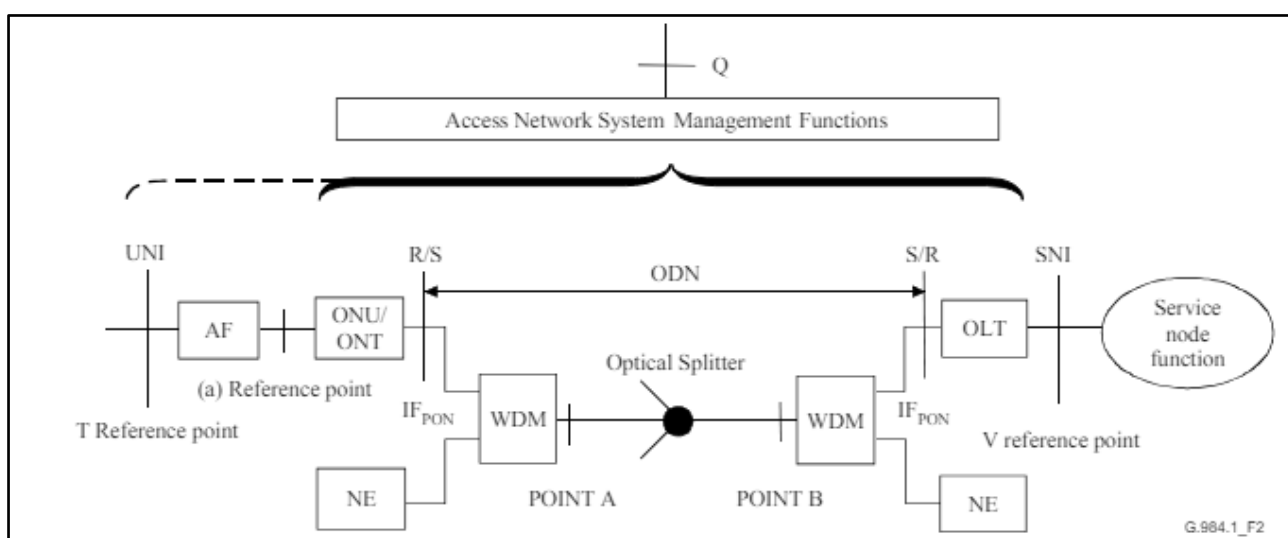 Q
Access Network System Management Functions
UNI
R/S
ODN
S/R
SNI
AF
ONU/
ONT
OLT
Service
node
function
(a) Reference point
Optical Splitter
T Reference point
IFPON
WDM
WDM
IFPON
V reference point
NE
POINT A
POINT B
NE
G.984.1_F2